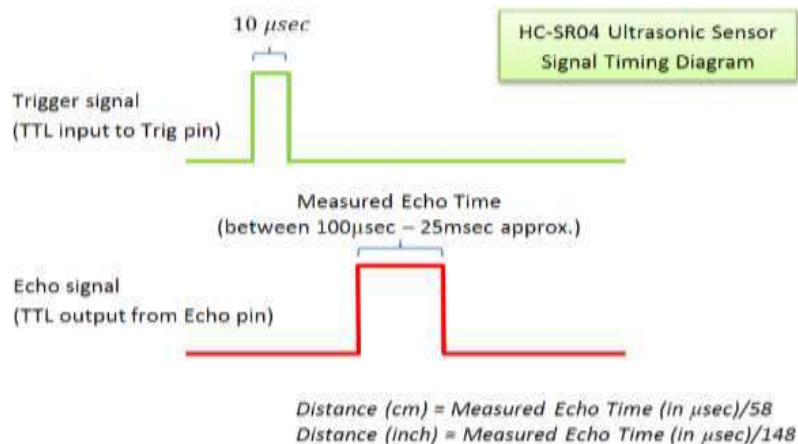 10 μsec
HC-SR04 Ultrasonic Sensor
Signal Timing Diagram
Trigger signal
(TTL input to Trig pin)
Measured Echo Time
(between 100μsec – 25msec approx.)
Echo signal
(TTL output from Echo pin)
Distance (cm) = Measured Echo Time (in μsec)/58
Distance (inch) = Measured Echo Time (in μsec)/148